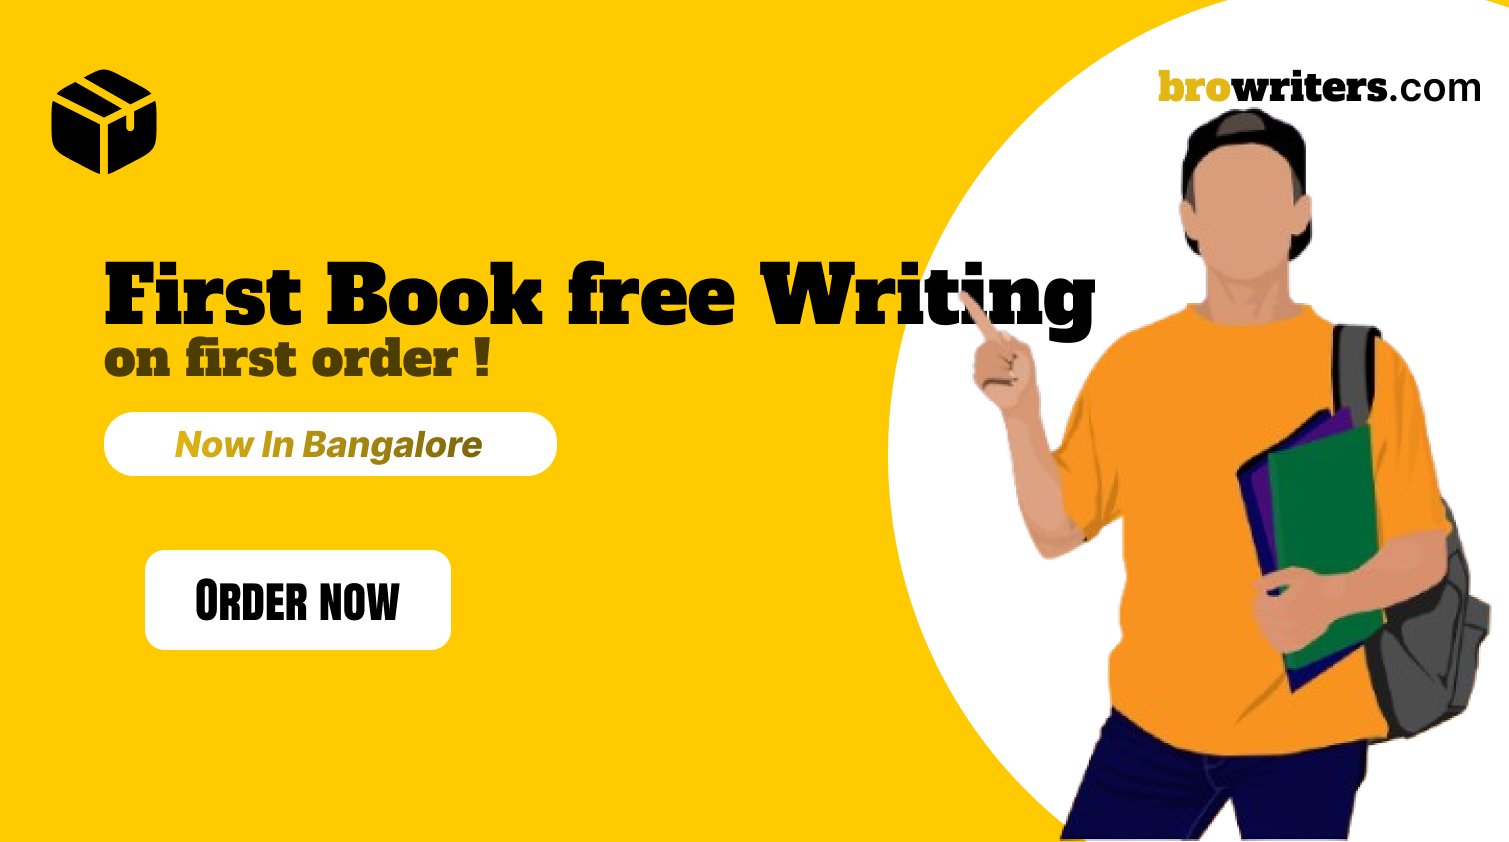 browriters.com
First Book free Writing
on first order !
Now In Bangalore
Order now